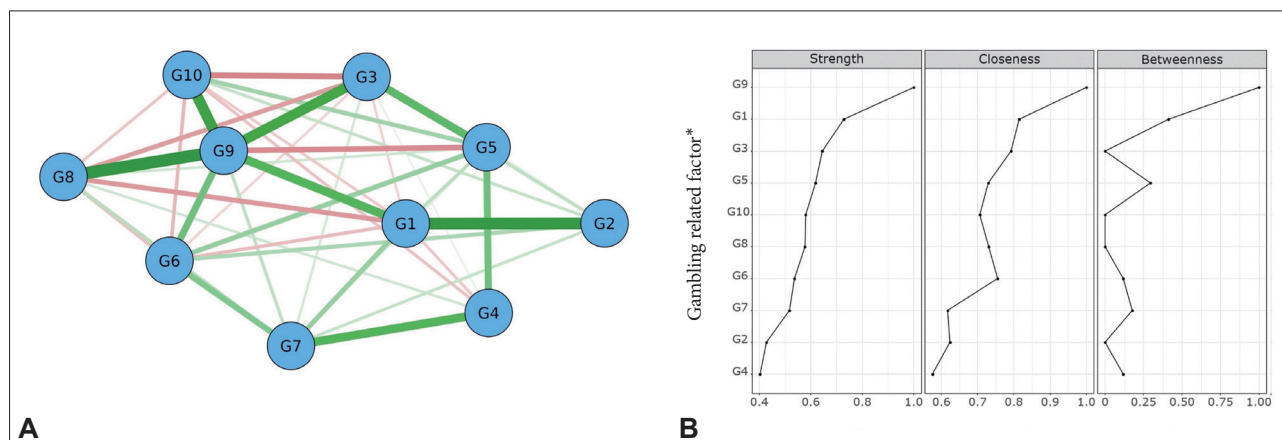 G10
G3
G9
G5
G8
G1
G2
G6
G4
G7
A
Strength Closeness Betweenness
Gambling related factor*
G9
G1
G3
G5
G10
G8
G6
G7
G2
G4
0.4 0.6 0.8 1.0 0.6 0.7 0.8 0.9 1.0 0 0.25 0.50 0.75 1.00
B